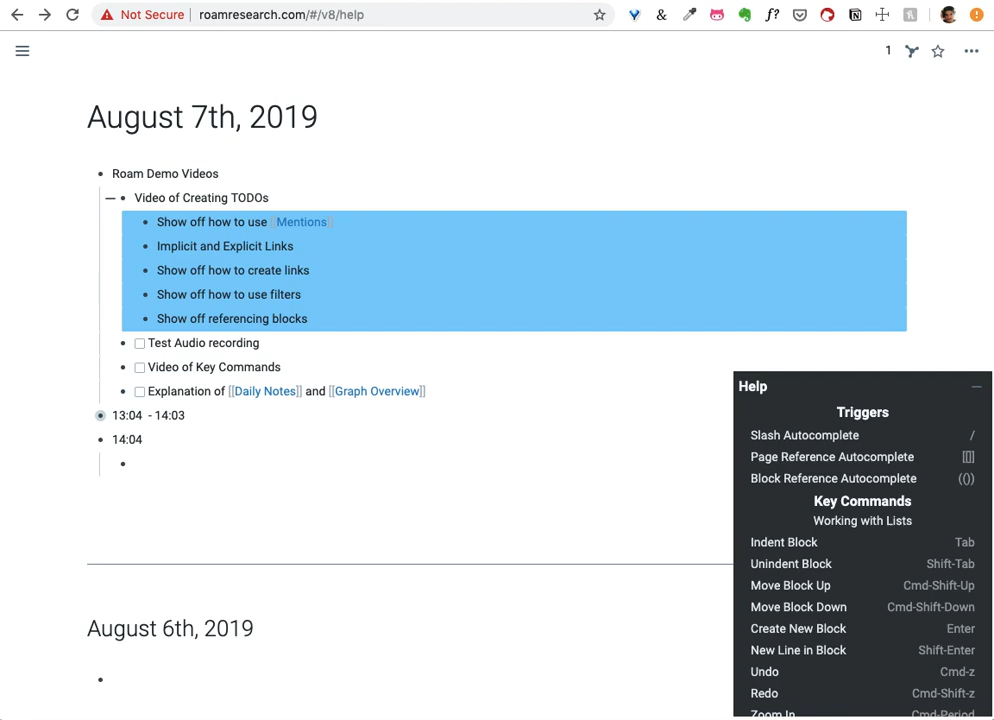 Not Secure roamresearch.com/#/v8/help
1
August 7th, 2019
Roam Demo Videos
Video of Creating TODOs
Show off how to use [[Mentions]]
Implicit and Explicit Links
Show off how to create links
Show off how to use filters
Show off referencing blocks
Test Audio recording
Video of Key Commands
Explanation of [[Daily Notes]] and [[Graph Overview]]
13:04 - 14:03
14:04
August 6th, 2019
Help
Triggers
Slash Autocomplete /
Page Reference Autocomplete [[]]
Block Reference Autocomplete (())
Key Commands
Working with Lists
Indent Block Tab
Unindent Block Shift-Tab
Move Block Up Cmd-Shift-Up
Move Block Down Cmd-Shift-Down
Create New Block Enter
New Line in Block Shift-Enter
Undo Cmd-z
Redo Cmd-Shift-z
Zoom In Cmd-Period